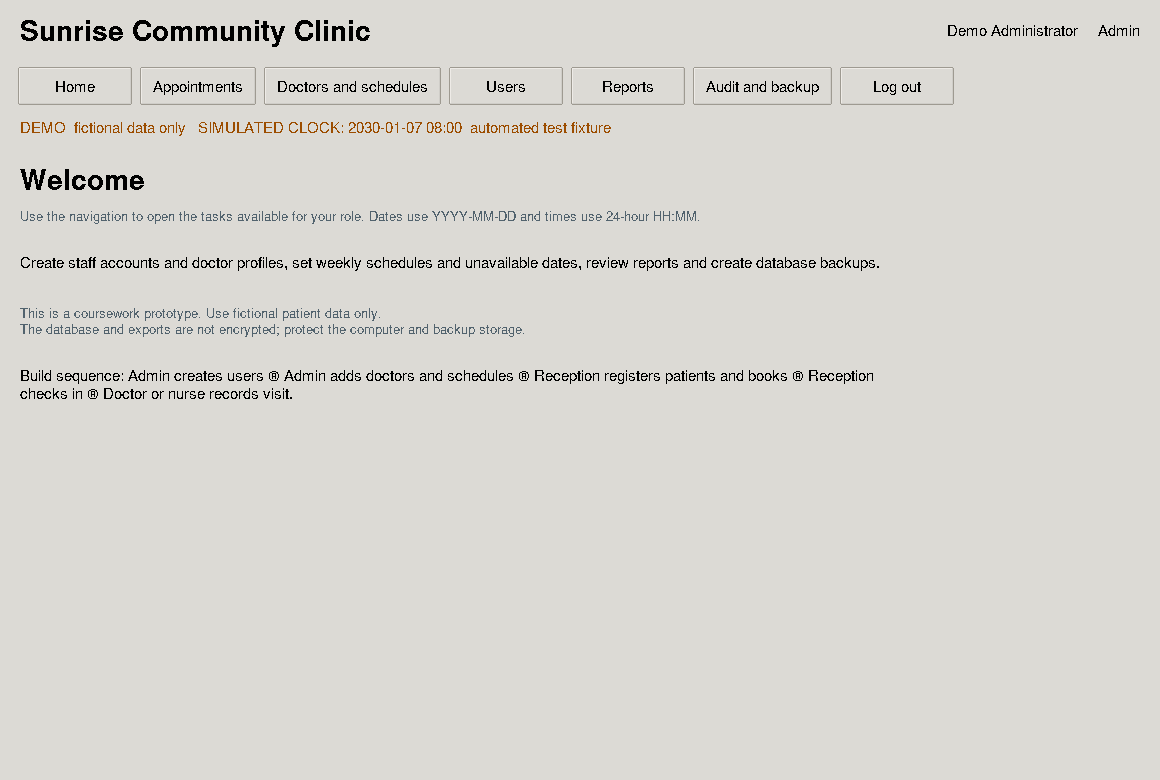 Sunrise Community Clinic
Demo Administrator Admin
Home Appointments Doctors and schedules Users Reports Audit and backup Log out
DEMO fictional data only SIMULATED CLOCK: 2030-01-07 08:00 automated test fixture
Welcome
Use the navigation to open the tasks available for your role. Dates use YYYY-MM-DD and times use 24-hour HH:MM.
Create staff accounts and doctor profiles, set weekly schedules and unavailable dates, review reports and create database backups.
This is a coursework prototype. Use fictional patient data only.
The database and exports are not encrypted; protect the computer and backup storage.
Build sequence: Admin creates users ® Admin adds doctors and schedules ® Reception registers patients and books ® Reception
checks in ® Doctor or nurse records visit.